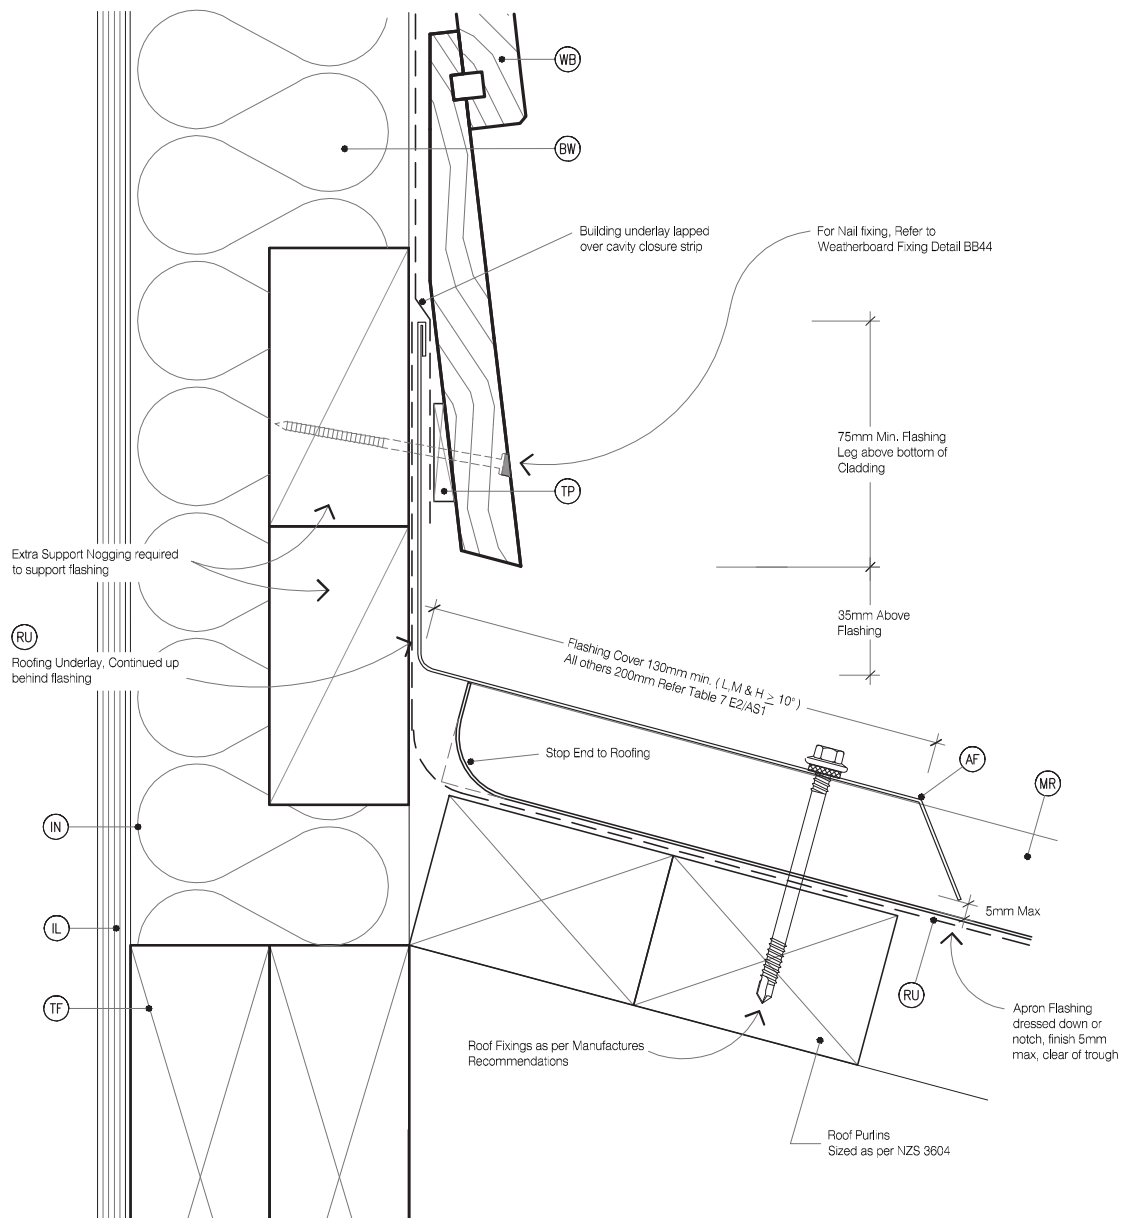 WB
BW
Building underlay lapped
over cavity closure strip
For Nail fixing, Refer to
Weatherboard Fixing Detail BB44
75mm Min. Flashing
Leg above bottom of
Cladding
TP
Extra Support Nogging required
to support flashing
35mm Above
Flashing
RU
Roofing Underlay, Continued up
behind flashing
Flashing Cover 130mm min. ( L,M & H ≥ 10° )
All others 200mm Refer Table 7 E2/AS1
Stop End to Roofing
AF
MR
IN
5mm Max
IL
RU
TF
Apron Flashing
dressed down or
notch, finish 5mm
max, clear of trough
Roof Fixings as per Manufactures
Recommendations
Roof Purlins
Sized as per NZS 3604